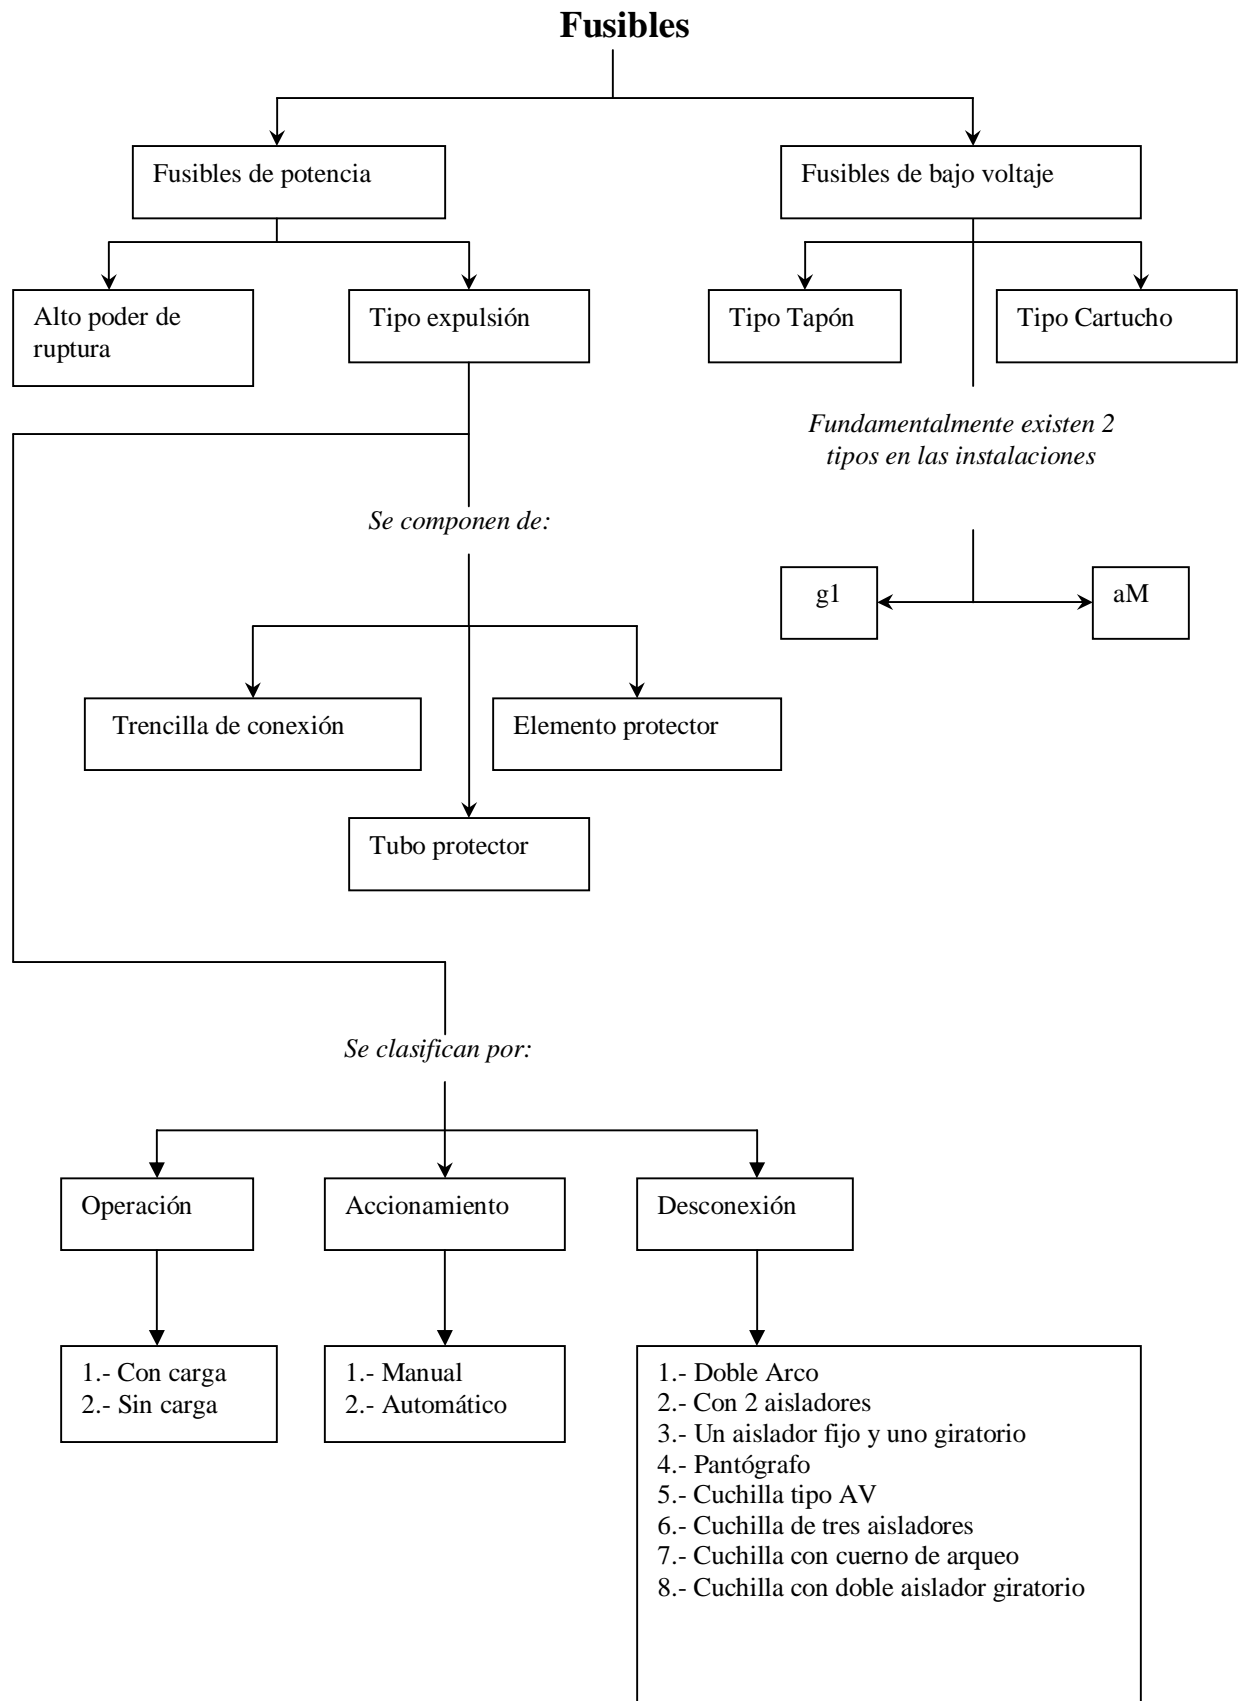 Fusibles
Fusibles de potencia
Fusibles de bajo voltaje
Alto poder de
ruptura
Tipo expulsión
Tipo Tapón
Tipo Cartucho
Fundamentalmente existen 2
tipos en las instalaciones
Se componen de:
g1
aM
Trencilla de conexión
Elemento protector
Tubo protector
Se clasifican por:
Operación
Accionamiento
Desconexión
1.- Con carga
2.- Sin carga
1.- Manual
2.- Automático
1.- Doble Arco
2.- Con 2 aisladores
3.- Un aislador fijo y uno giratorio
4.- Pantógrafo
5.- Cuchilla tipo AV
6.- Cuchilla de tres aisladores
7.- Cuchilla con cuerno de arqueo
8.- Cuchilla con doble aislador giratorio